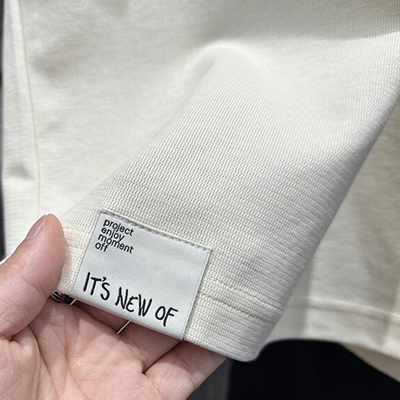 project
enjoy
moment
off
IT'S NEW OF